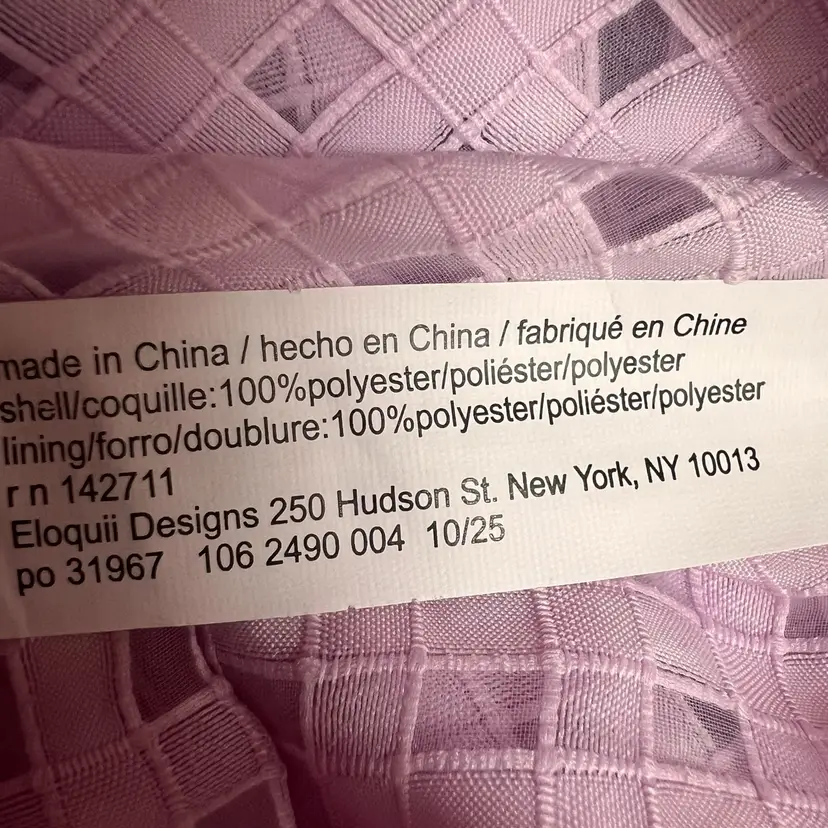 made in China / hecho en China / fabriqué en Chine
shell/coquille:100%polyester/poliéster/polyester
lining/forro/doublure:100%polyester/poliéster/polyester
r n 142711
Eloquii Designs 250 Hudson St. New York, NY 10013
po 31967 106 2490 004 10/25